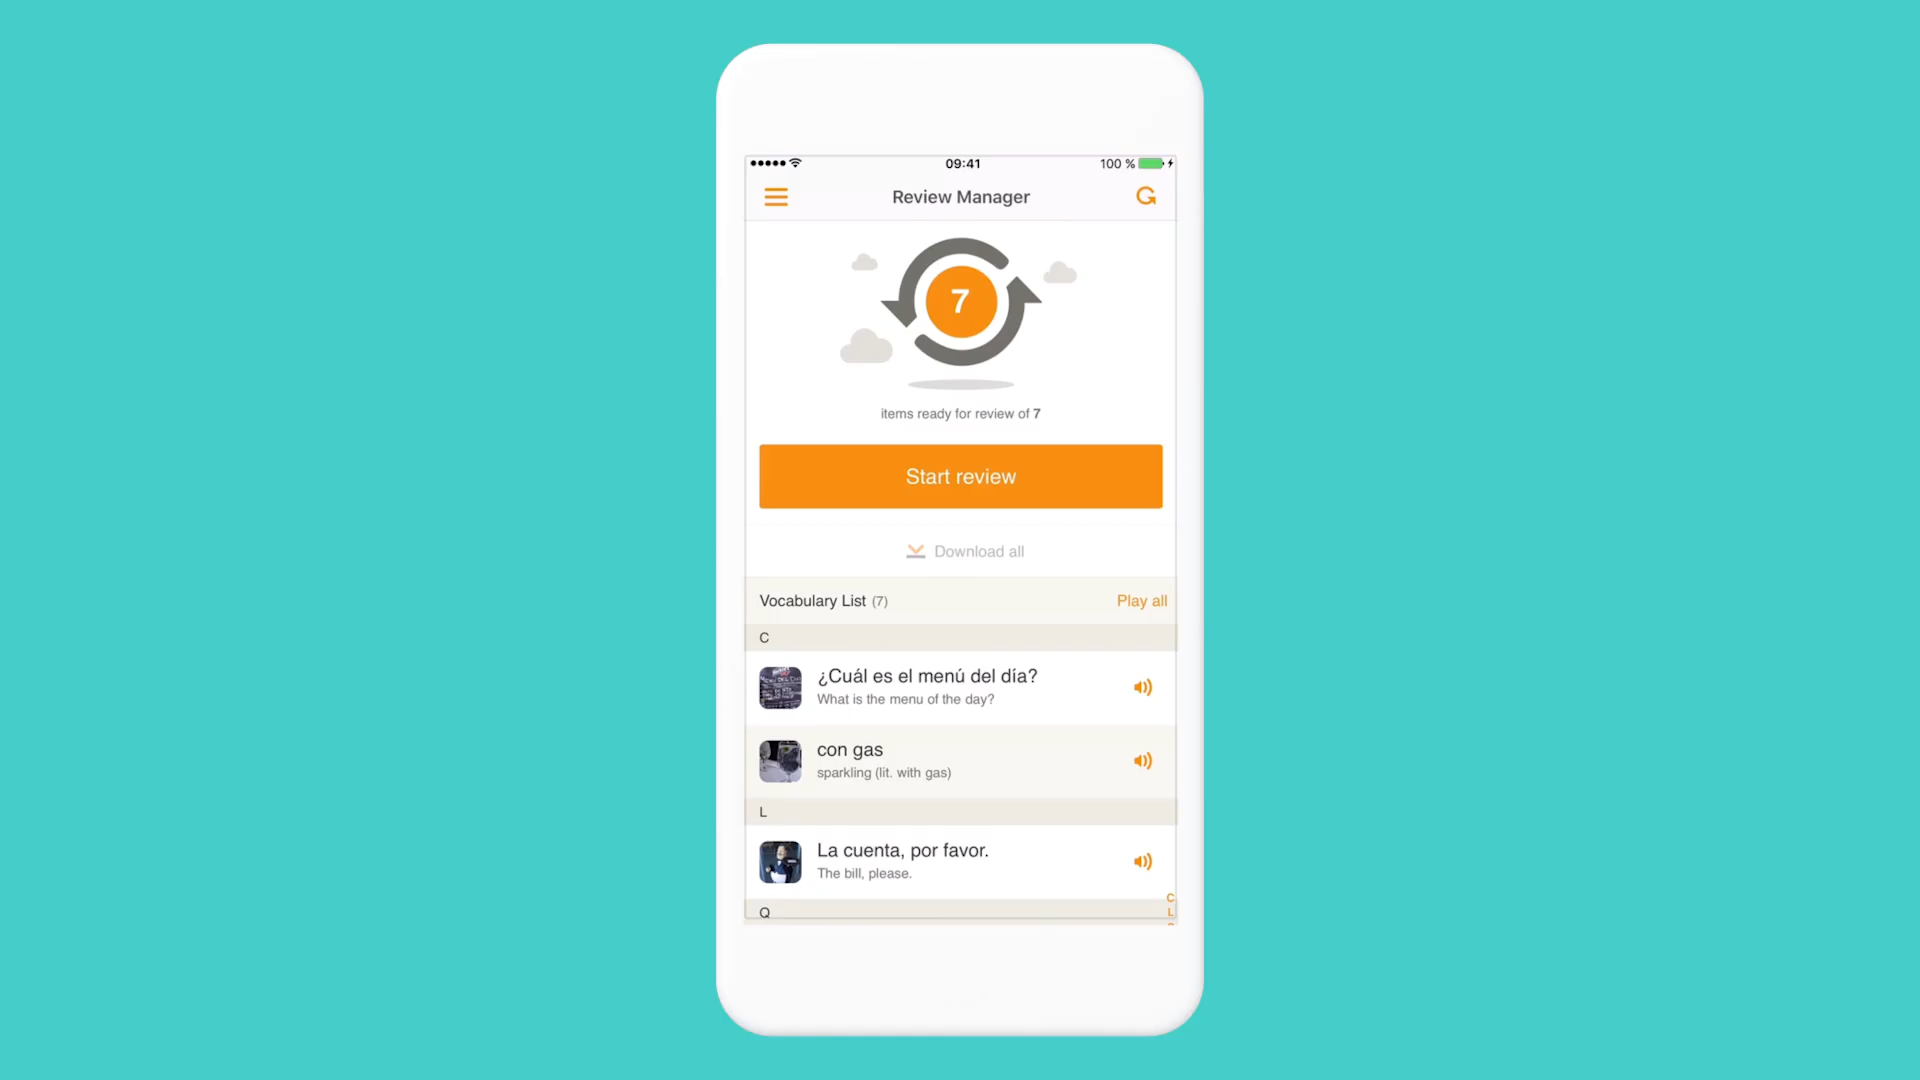 09:41
100 %
Review Manager
7
items ready for review of 7
Start review
Download all
Vocabulary List (7)
Play all
C
¿Cuál es el menú del día?
What is the menu of the day?
con gas
sparkling (lit. with gas)
L
La cuenta, por favor.
The bill, please.
Q
C
L